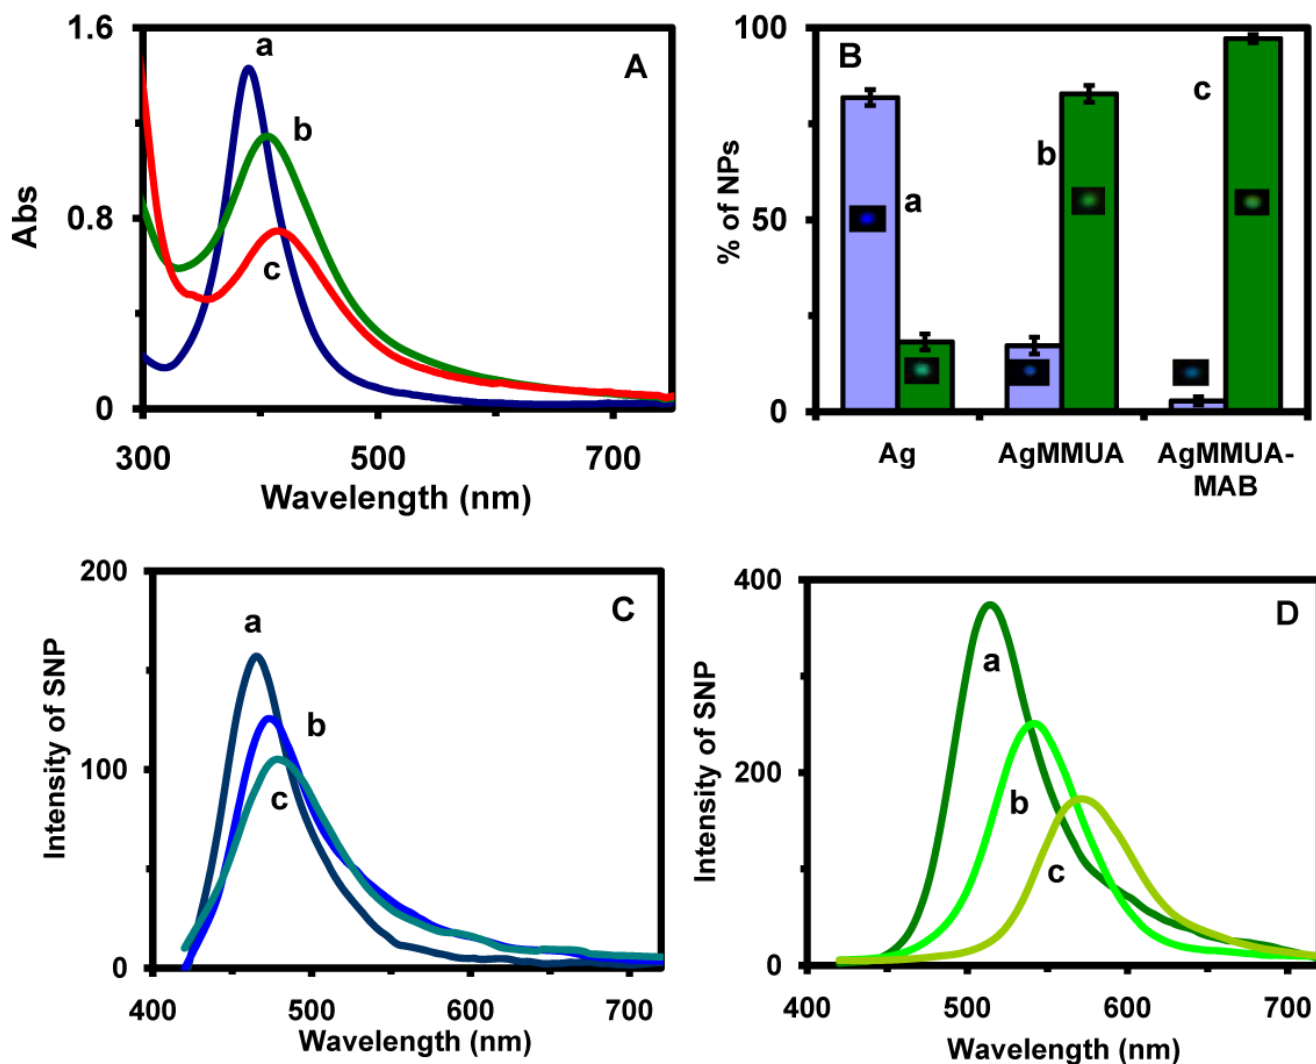 1.6
a
A
b
0.8
c
0
300
500
700
Abs
Wavelength (nm)
100
B
c
b
a
50
0
% of NPs
Ag
AgMMUA
AgMMUA-
MAB
200
C
a
b
100
c
0
400
500
600
700
Intensity of SNP
Wavelength (nm)
400
D
a
200
b
c
0
400
500
600
700
Intensity of SNP
Wavelength (nm)